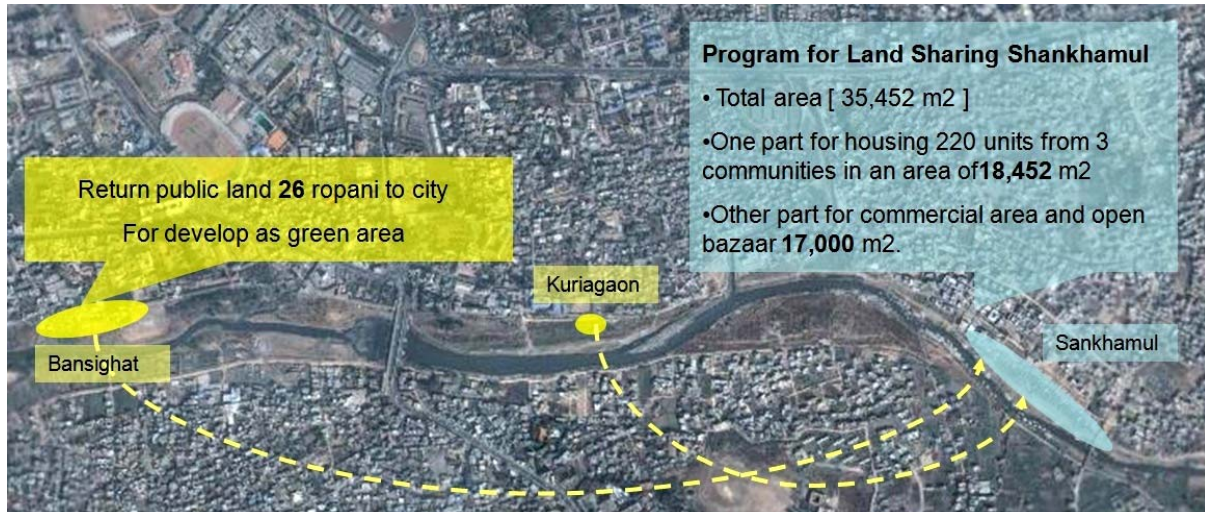 Program for Land Sharing Shankhamul
• Total area [ 35,452 m2 ]
•One part for housing 220 units from 3
communities in an area of18,452 m2
•Other part for commercial area and open
bazaar 17,000 m2.
Return public land 26 ropani to city
For develop as green area
Kuriagaon
Bansighat
Sankhamul